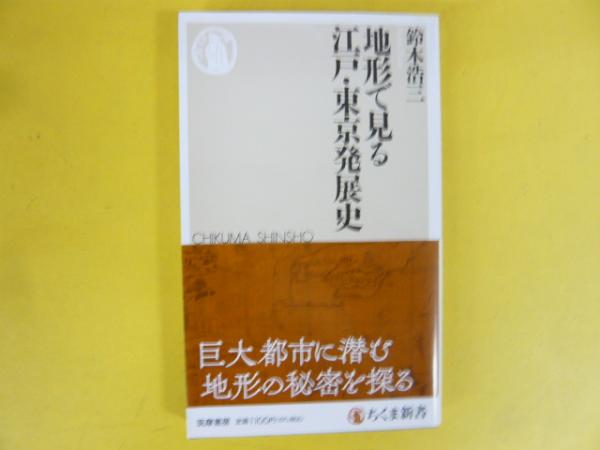 鈴木浩三
地形で見る
江戸・東京発展史
CHIKUMA SHINSHO
巨大都市に潜む
地形の秘密を探る
筑摩書房
ちくま新書